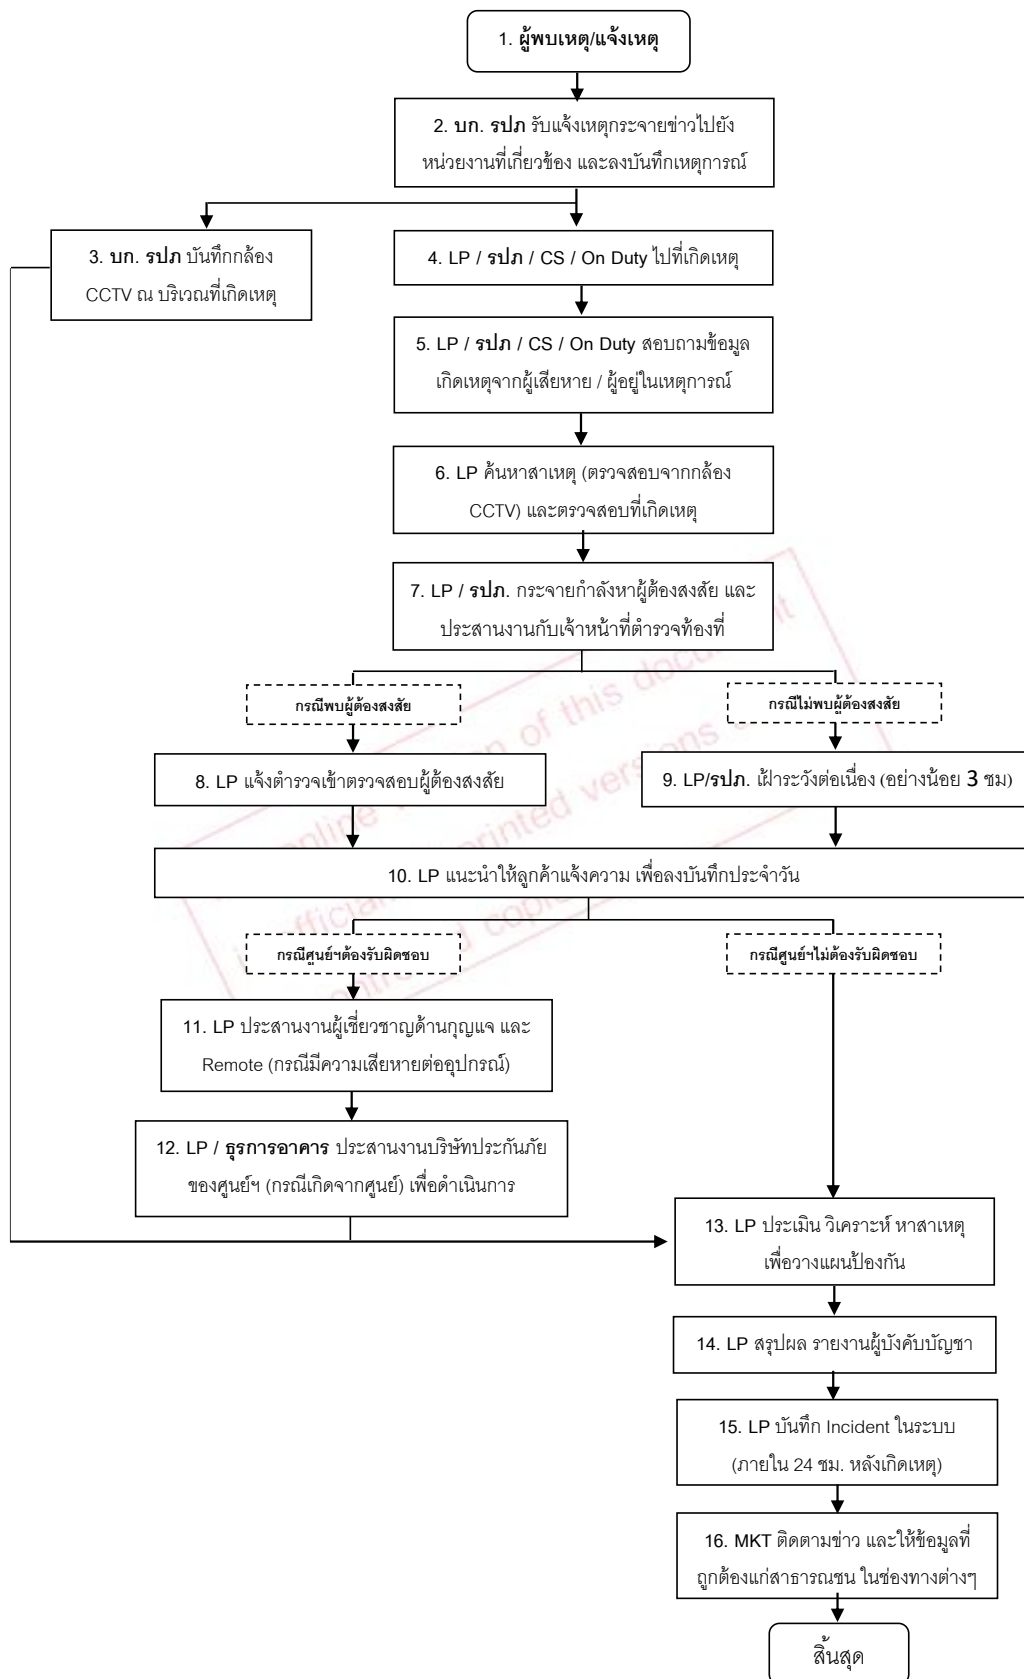 1. ผู้พบเหตุ/แจ้งเหตุ
2. บก. รปภ รับแจ้งเหตุกระจายข่าวไปยัง
หน่วยงานที่เกี่ยวข้อง และลงบันทึกเหตุการณ์
3. บก. รปภ บันทึกกล้อง
CCTV ณ บริเวณที่เกิดเหตุ
4. LP / รปภ / CS / On Duty ไปที่เกิดเหตุ
5. LP / รปภ / CS / On Duty สอบถามข้อมูล
เกิดเหตุจากผู้เสียหาย / ผู้อยู่ในเหตุการณ์
6. LP ค้นหาสาเหตุ (ตรวจสอบจากกล้อง
CCTV) และตรวจสอบที่เกิดเหตุ
7. LP / รปภ. กระจายกำลังหาผู้ต้องสงสัย และ
ประสานงานกับเจ้าหน้าที่ตำรวจท้องที่
กรณีพบผู้ต้องสงสัย
กรณีไม่พบผู้ต้องสงสัย
8. LP แจ้งตำรวจเข้าตรวจสอบผู้ต้องสงสัย
9. LP/รปภ. เฝ้าระวังต่อเนื่อง (อย่างน้อย 3 ชม)
10. LP แนะนำให้ลูกค้าแจ้งความ เพื่อลงบันทึกประจำวัน
กรณีศูนย์ฯต้องรับผิดชอบ
กรณีศูนย์ฯไม่ต้องรับผิดชอบ
11. LP ประสานงานผู้เชี่ยวชาญด้านกุญแจ และ
Remote (กรณีมีความเสียหายต่ออุปกรณ์)
12. LP / ธุรการอาคาร ประสานงานบริษัทประกันภัย
ของศูนย์ฯ (กรณีเกิดจากศูนย์) เพื่อดำเนินการ
13. LP ประเมิน วิเคราะห์ หาสาเหตุ
เพื่อวางแผนป้องกัน
14. LP สรุปผล รายงานผู้บังคับบัญชา
15. LP บันทึก Incident ในระบบ
(ภายใน 24 ชม. หลังเกิดเหตุ)
16. MKT ติดตามข่าว และให้ข้อมูลที่
ถูกต้องแก่สาธารณชน ในช่องทางต่างๆ
สิ้นสุด
of this document
printed versions